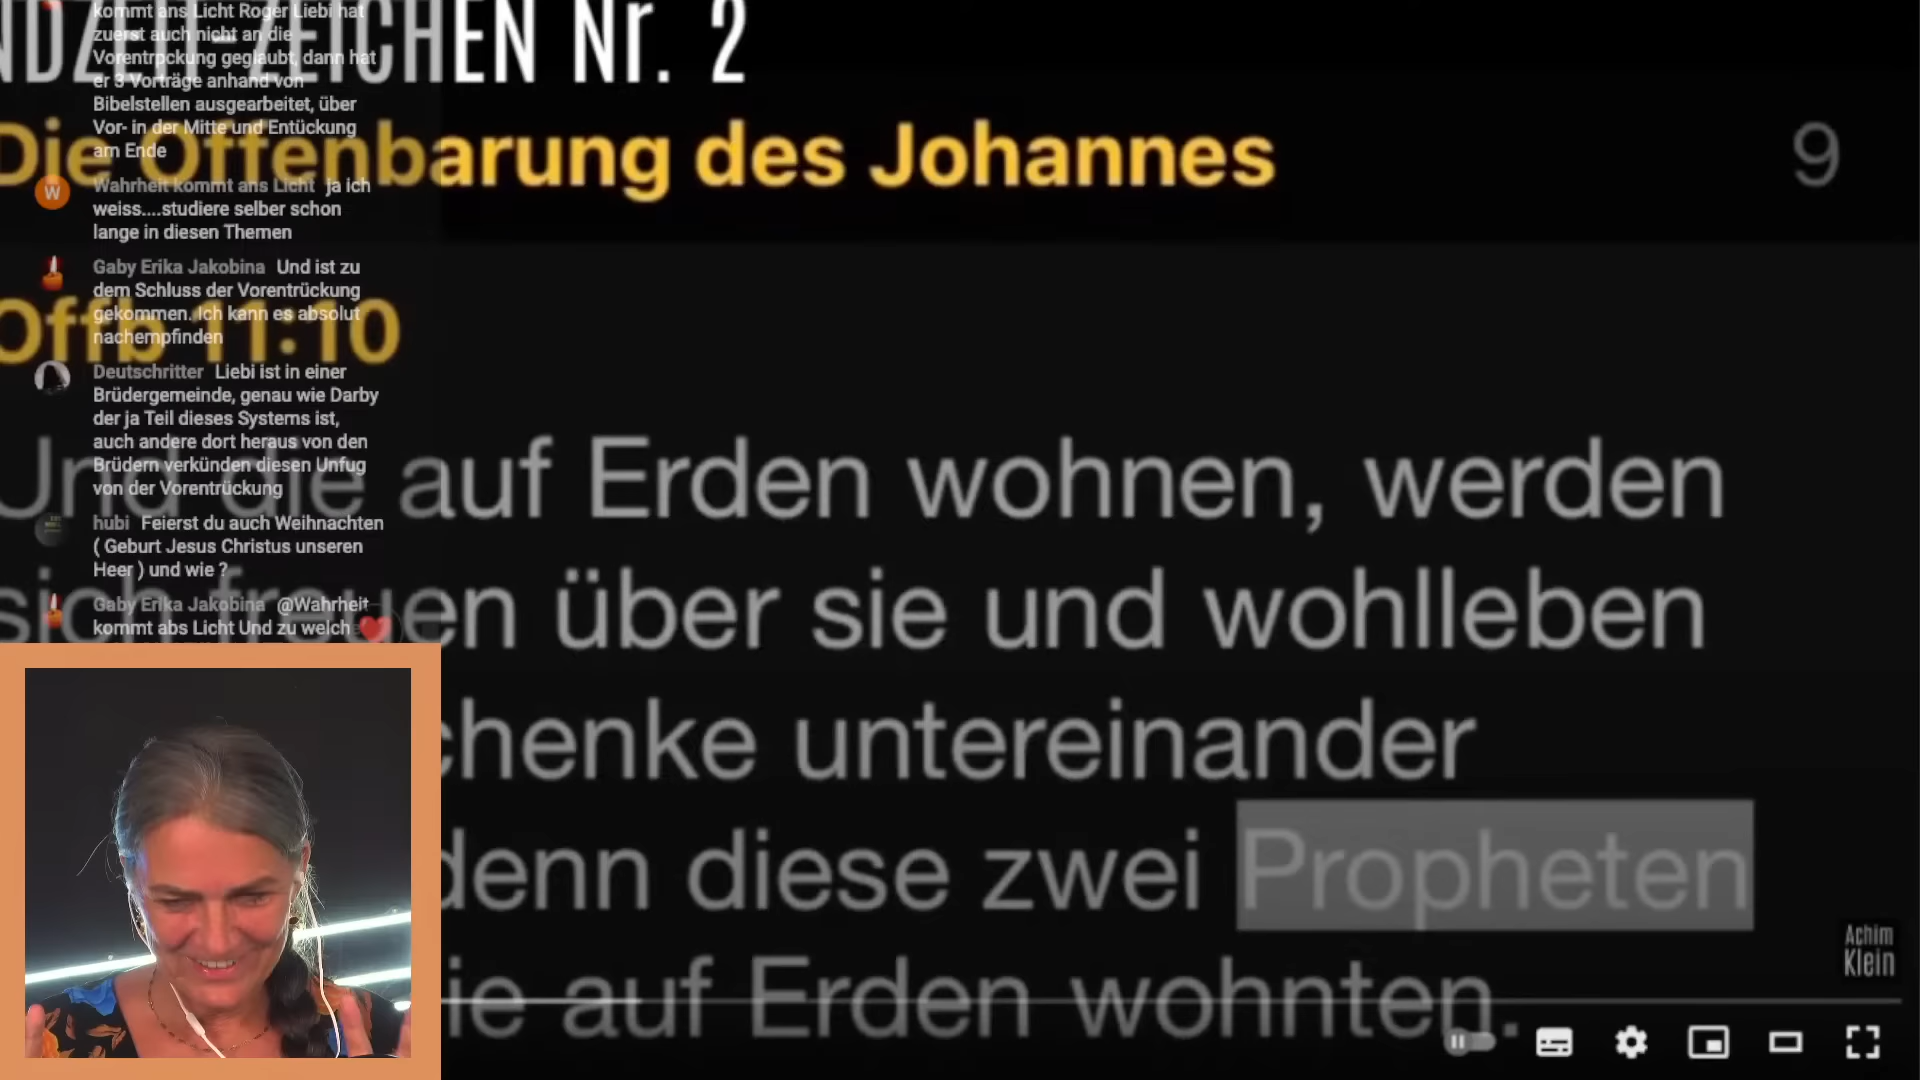 NDZEIT-ZEICHEN Nr. 2
Die Offenbarung des Johannes
9
Offb 11:10
Und die auf Erden wohnen, werden
sich freuen über sie und wohlleben
chenke untereinander
denn diese zwei Propheten
ie auf Erden wohnten.
kommt ans Licht Roger Liebi hat
zuerst auch nicht an die
Vorentrpckung geglaubt, dann hat
er 3 Vorträge anhand von
Bibelstellen ausgearbeitet, über
Vor- in der Mitte und Entückung
am Ende
W
Wahrheit kommt ans Licht ja ich
weiss....studiere selber schon
lange in diesen Themen
Gaby Erika Jakobina Und ist zu
dem Schluss der Vorentrückung
gekommen. Ich kann es absolut
nachempfinden
Deutschritter Liebi ist in einer
Brüdergemeinde, genau wie Darby
der ja Teil dieses Systems ist,
auch andere dort heraus von den
Brüdern verkünden diesen Unfug
von der Vorentrückung
hubi Feierst du auch Weihnachten
( Geburt Jesus Christus unseren
Heer ) und wie ?
Gaby Erika Jakobina @Wahrheit
kommt abs Licht Und zu welch
Achim
Klein